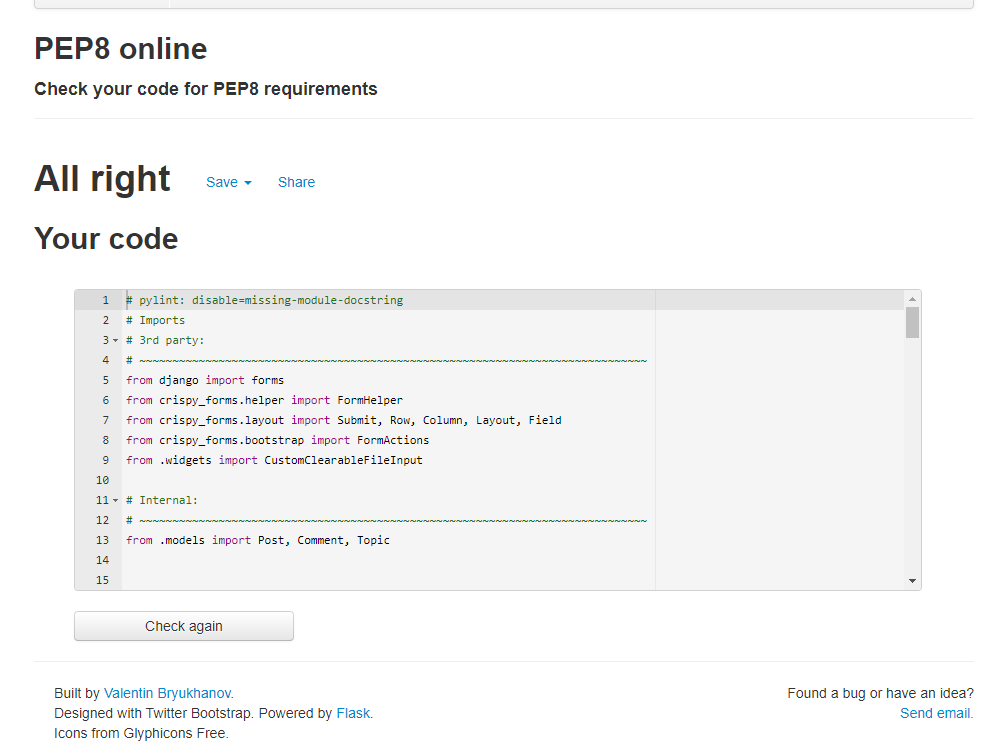 PEP8 online
Check your code for PEP8 requirements
All right Save Share
Your code
1 # pylint: disable=missing-module-docstring
2 # Imports
3 # 3rd party:
4 # ~~~~~~~~~~~~~~~~~~~~~~~~~~~~~~~~~~~~~~~~~~~~~~~~~~~~~~~~~~~~~~~~~~~~~~~~~~~~~
5 from django import forms
6 from crispy_forms.helper import FormHelper
7 from crispy_forms.layout import Submit, Row, Column, Layout, Field
8 from crispy_forms.bootstrap import FormActions
9 from .widgets import CustomClearableFileInput
10
11 # Internal:
12 # ~~~~~~~~~~~~~~~~~~~~~~~~~~~~~~~~~~~~~~~~~~~~~~~~~~~~~~~~~~~~~~~~~~~~~~~~~~~~~
13 from .models import Post, Comment, Topic
14
15
Check again
Built by Valentin Bryukhanov.
Designed with Twitter Bootstrap. Powered by Flask.
Icons from Glyphicons Free.
Found a bug or have an idea?
Send email.